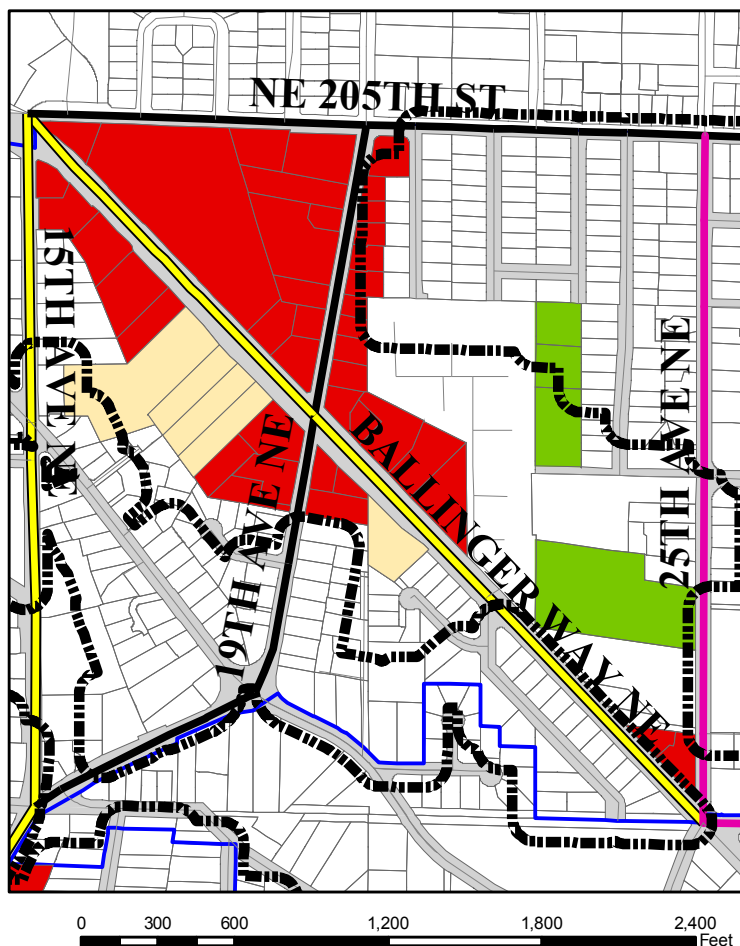 NE 205TH ST
15TH AVE NE
25TH AVE NE
BALLINGER WAY NE
19TH AVE NE
0 300 600 1,200 1,800 2,400
Feet